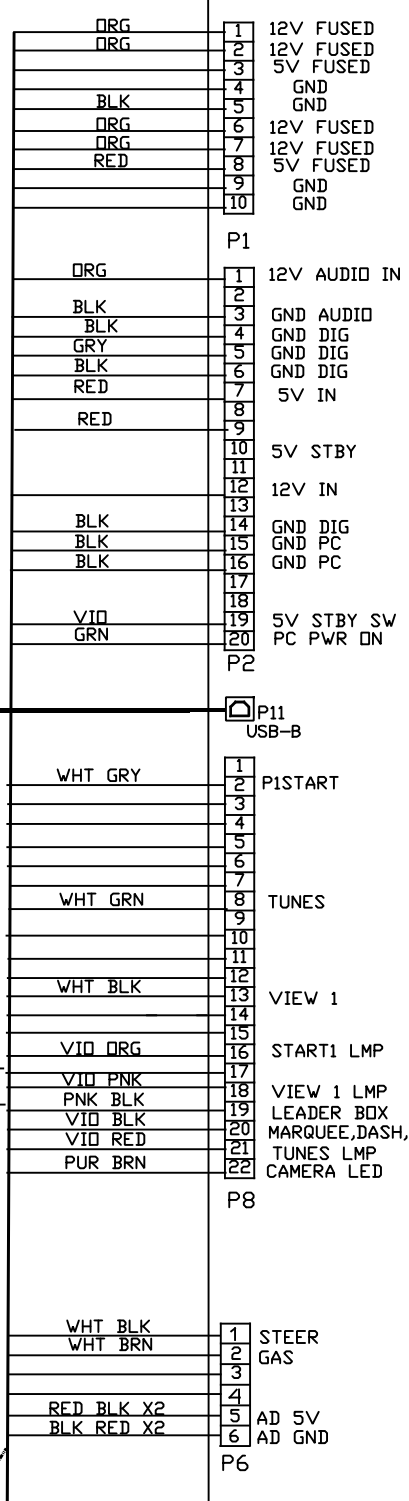 ORG 1 12V FUSED
ORG 2 12V FUSED
3 5V FUSED
4 GND
BLK 5 GND
ORG 6 12V FUSED
ORG 7 12V FUSED
RED 8 5V FUSED
9 GND
10 GND
P1
ORG 1 12V AUDIO IN
2
BLK 3 GND AUDIO
BLK 4 GND DIG
GRY 5 GND DIG
BLK 6 GND DIG
RED 7 5V IN
8
RED 9
10 5V STBY
11
12 12V IN
13
BLK 14 GND DIG
BLK 15 GND PC
BLK 16 GND PC
17
18
VIO 19 5V STBY SW
GRN 20 PC PWR ON
P2
P11
USB-B
1
WHT GRY 2 P1START
3
4
5
6
7
WHT GRN 8 TUNES
9
10
11
12
WHT BLK 13 VIEW 1
14
15
VIO ORG 16 START1 LMP
17
VIO PNK 18 VIEW 1 LMP
PNK BLK 19 LEADER BOX
VIO BLK 20 MARQUEE,DASH,
VIO RED 21 TUNES LMP
PUR BRN 22 CAMERA LED
P8
WHT BLK 1 STEER
WHT BRN 2 GAS
3
4
RED BLK X2 5 AD 5V
BLK RED X2 6 AD GND
P6